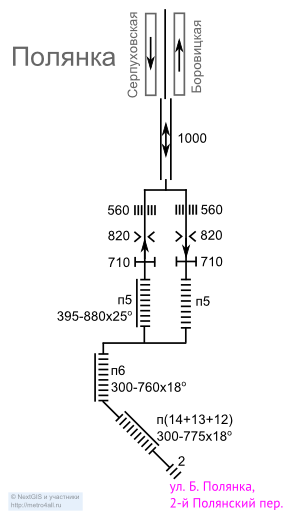 Полянка
Серпуховская
Боровицкая
1000
560
560
820
820
710
710
п5
395-880x25°
п5
п6
300-760x18°
п(14+13+12)
300-775x18°
2
ул. Б. Полянка,
2-й Полянский пер.
© NextGIS и участники
http://metro4all.ru